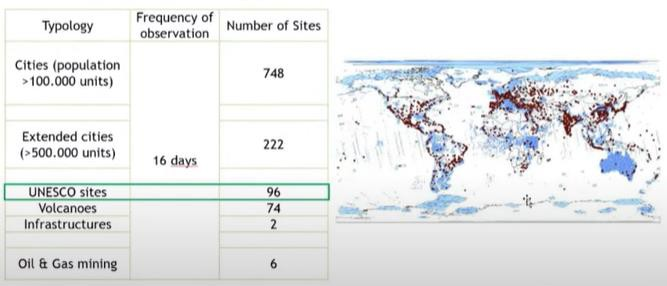 Typology
Frequency of
observation
Number of Sites
Cities (population
>100.000 units)
748
Extended cities
(>500.000 units)
222
16 days
UNESCO sites
96
Volcanoes
74
Infrastructures
2
Oil & Gas mining
6